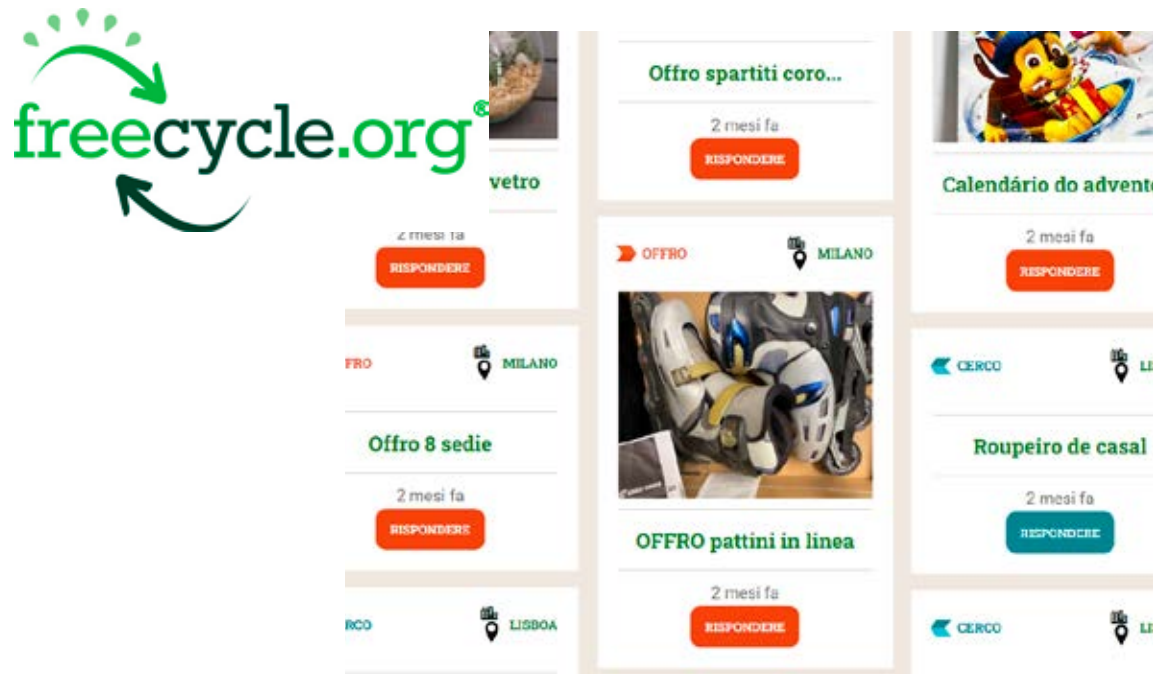 freecycle.org®
vetro
2 mesi fa
RISPONDERE
FRO
MILANO
Offro 8 sedie
2 mesi fa
RISPONDERE
RCO
LISBOA
Offro spartiti coro...
2 mesi fa
RISPONDERE
OFFRO
MILANO
OFFRO pattini in linea
2 mesi fa
RISPONDERE
Calendário do advent
2 mesi fa
RISPONDERE
CERCO
LI
Roupeiro de casal
2 mesi fa
RISPONDERE
CERCO
LI